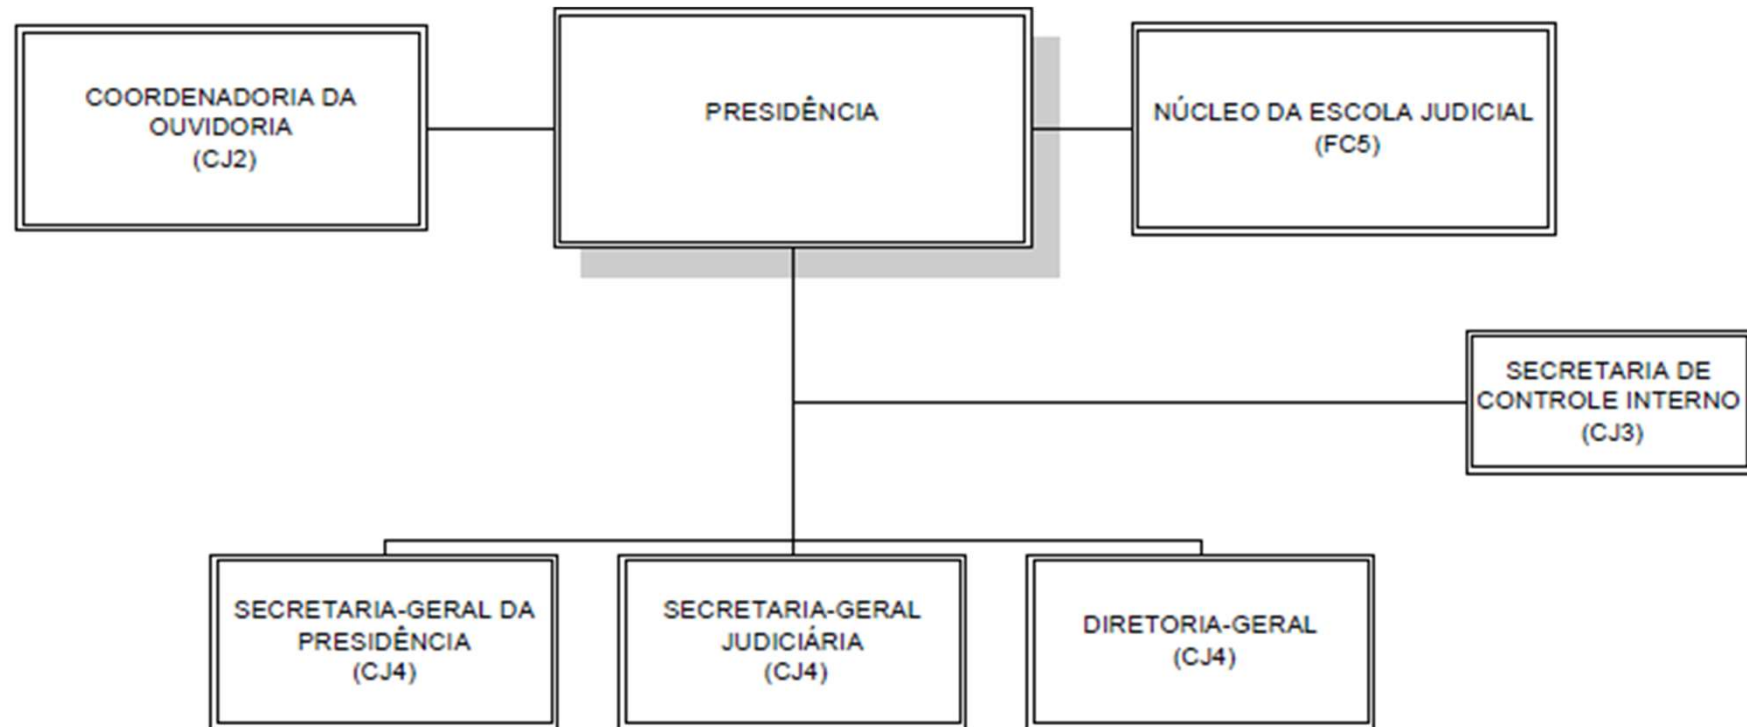 COORDENADORIA DA
OUVIDORIA
(CJ2)
PRESIDÊNCIA
NÚCLEO DA ESCOLA JUDICIAL
(FC5)
SECRETARIA DE
CONTROLE INTERNO
(CJ3)
SECRETARIA-GERAL DA
PRESIDÊNCIA
(CJ4)
SECRETARIA-GERAL
JUDICIÁRIA
(CJ4)
DIRETORIA-GERAL
(CJ4)